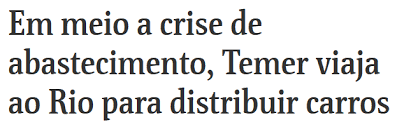 Em meio a crise de
abastecimento, Temer viaja
ao Rio para distribuir carros